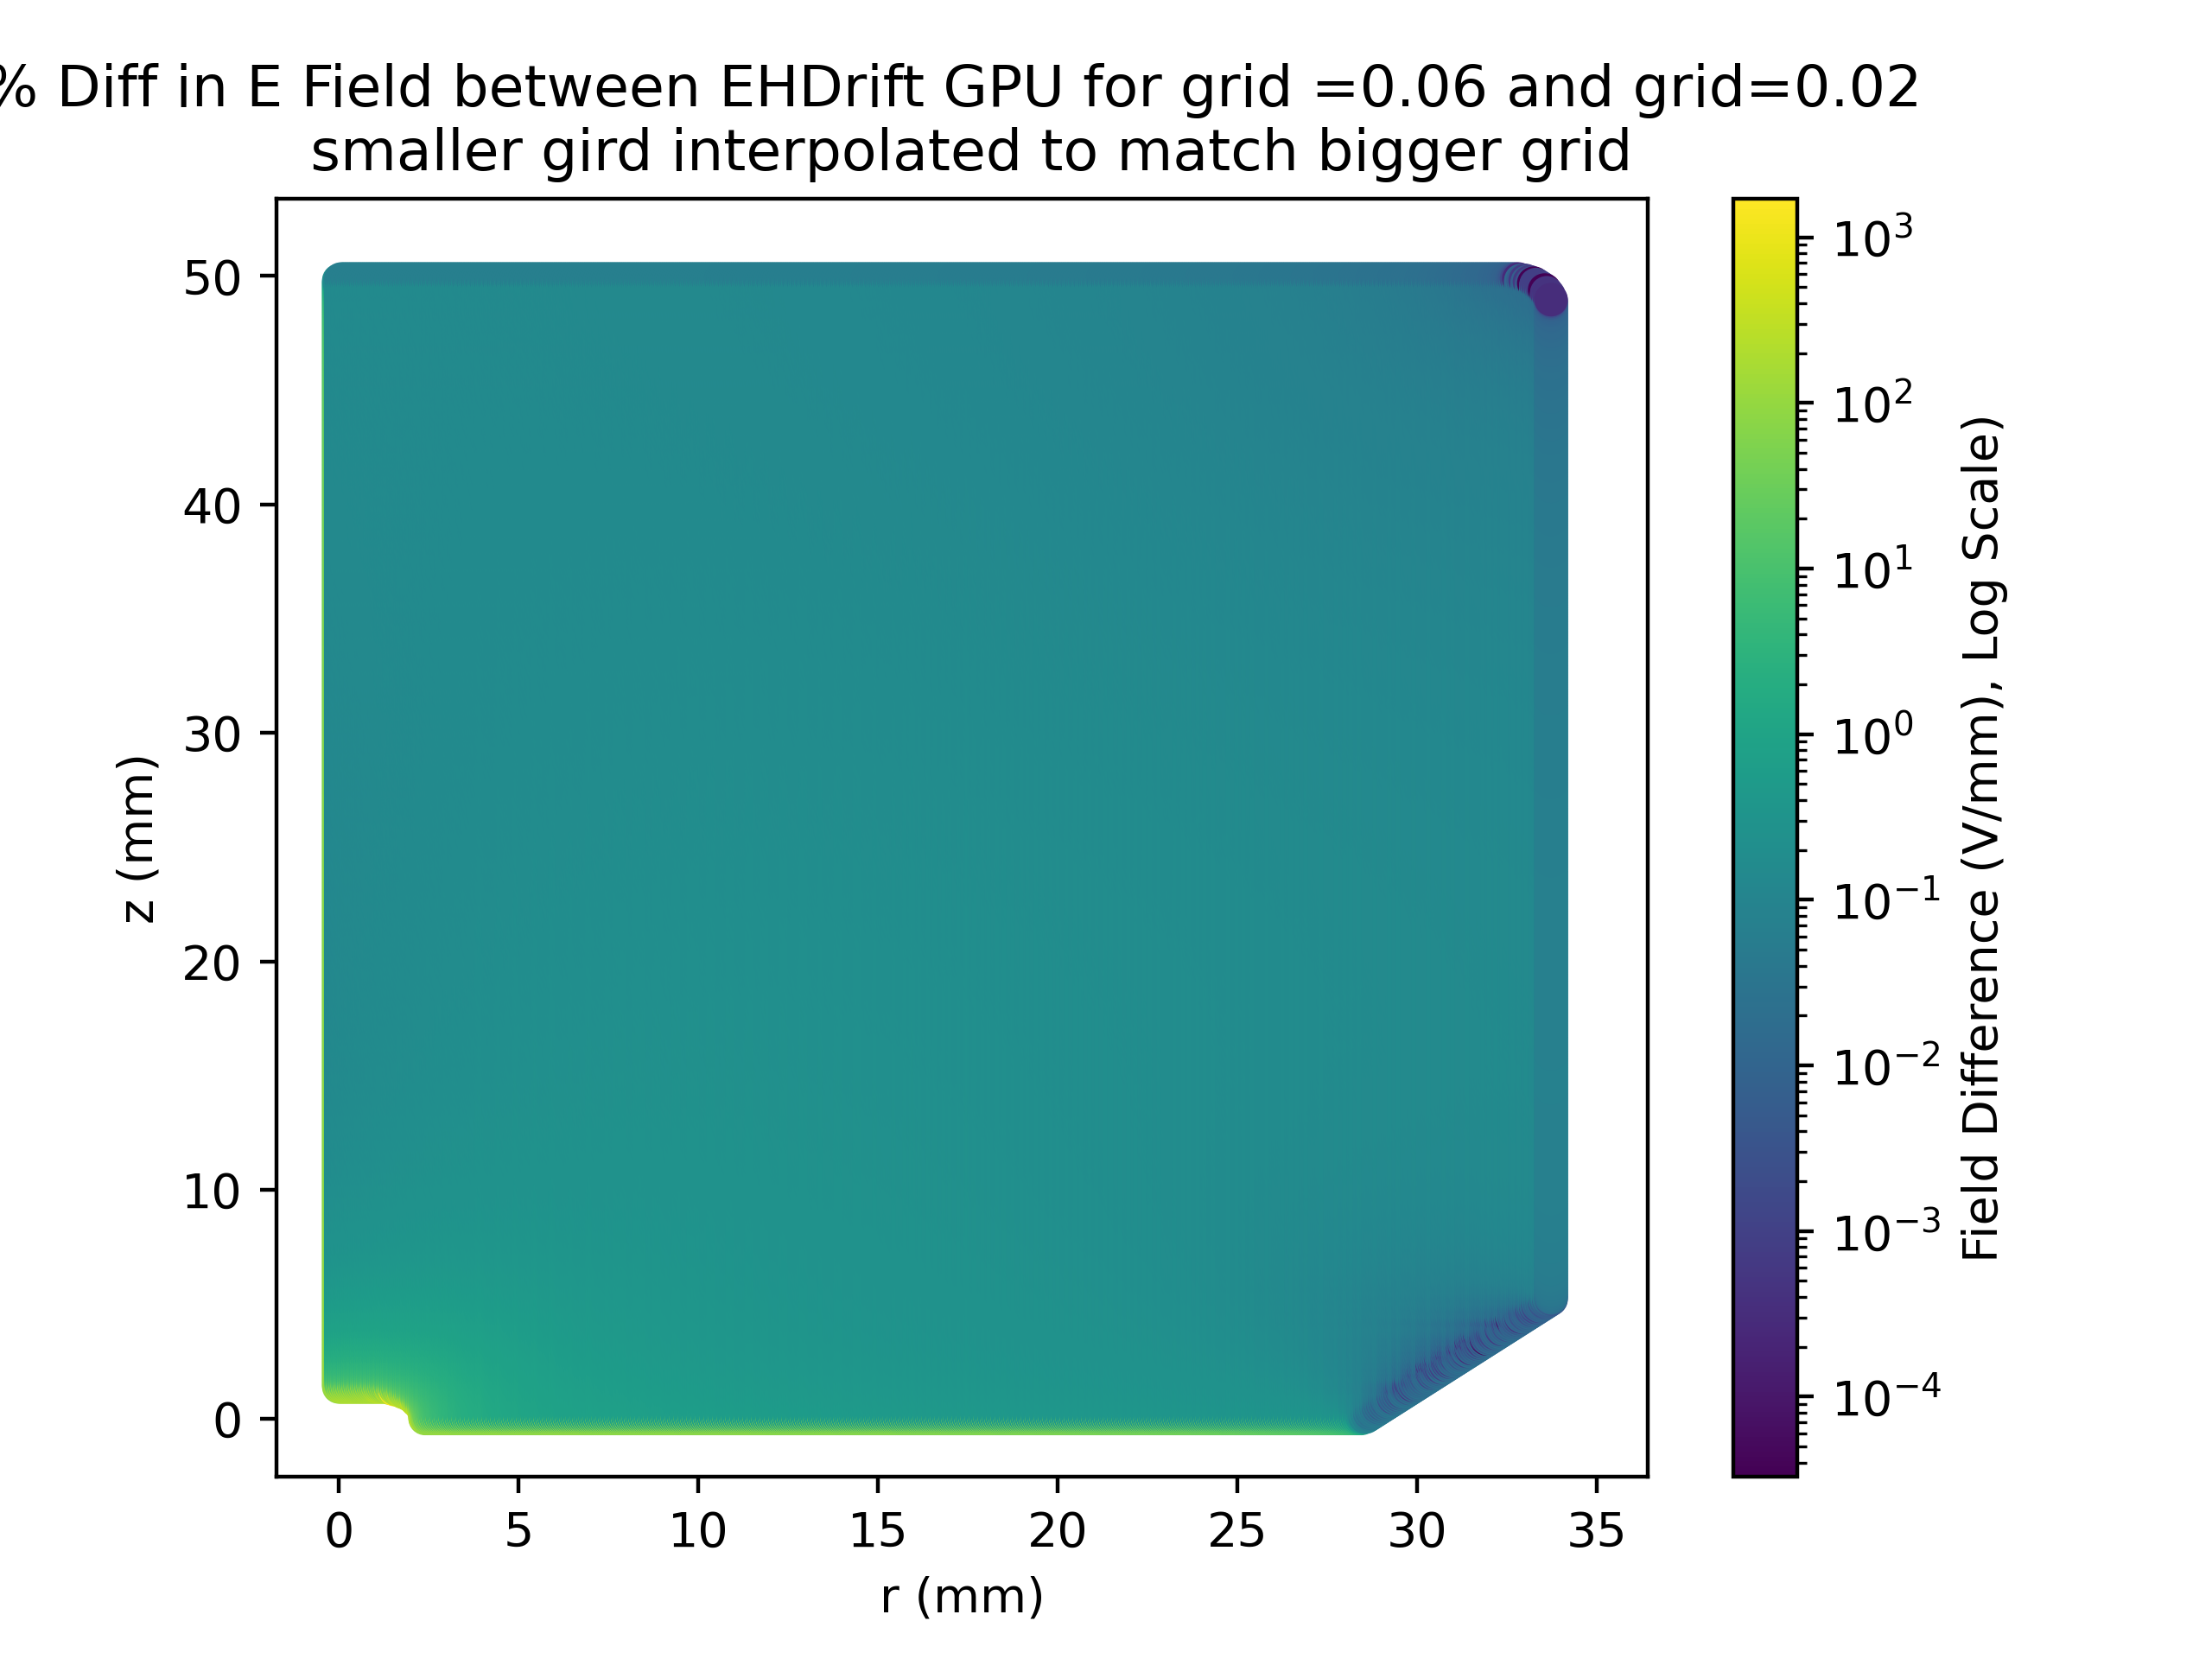 % Diff in E Field between EHDrift GPU for grid =0.06 and grid=0.02
smaller gird interpolated to match bigger grid
50
40
30
20
10
0
z (mm)
0 5 10 15 20 25 30 35
r (mm)
10³
10²
10¹
10⁰
10⁻¹
10⁻²
10⁻³
10⁻⁴
Field Difference (V/mm), Log Scale)